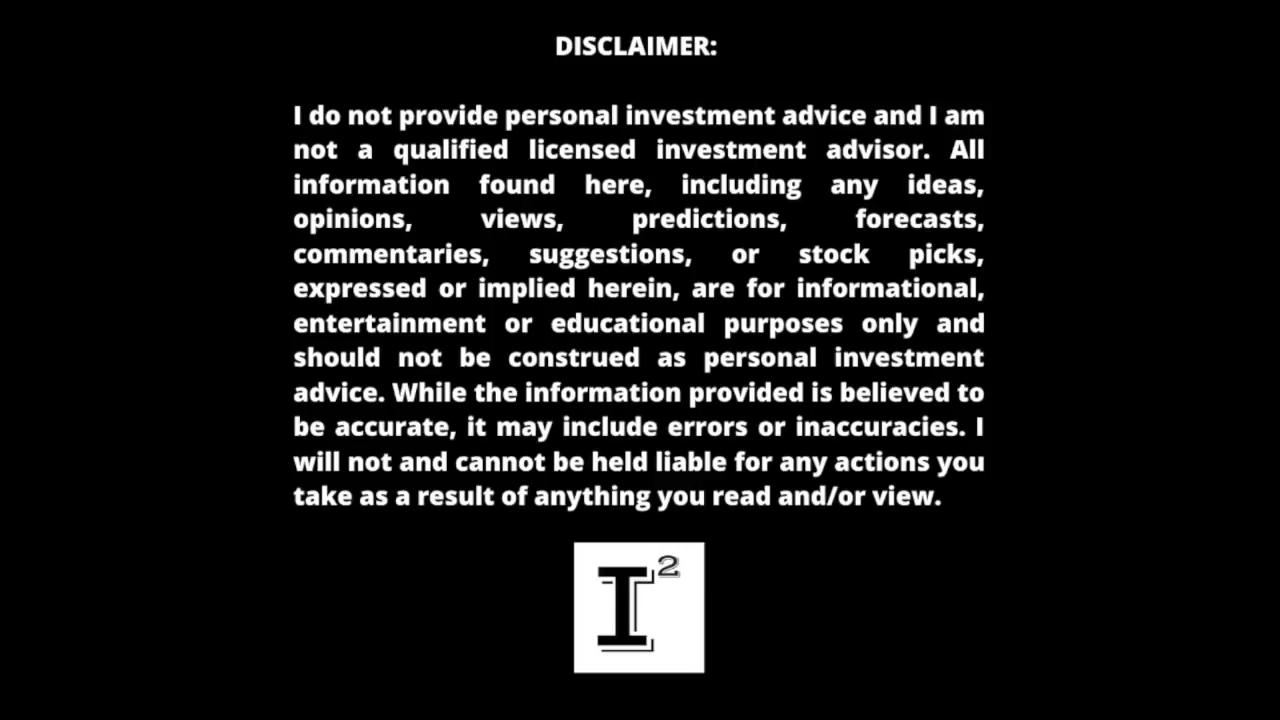 DISCLAIMER:
I do not provide personal investment advice and I am
not a qualified licensed investment advisor. All
information found here, including any ideas,
opinions, views, predictions, forecasts,
commentaries, suggestions, or stock picks,
expressed or implied herein, are for informational,
entertainment or educational purposes only and
should not be construed as personal investment
advice. While the information provided is believed to
be accurate, it may include errors or inaccuracies. I
will not and cannot be held liable for any actions you
take as a result of anything you read and/or view.
I²